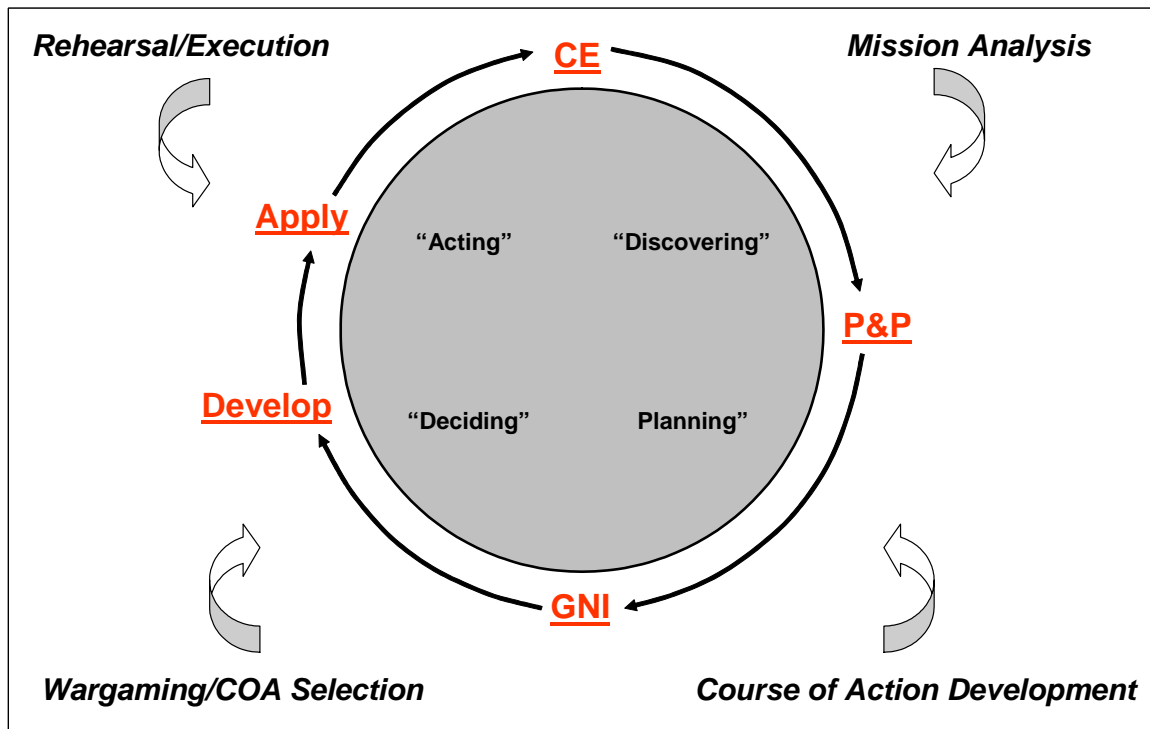 Rehearsal/Execution
CE
Mission Analysis
Apply
“Acting”
“Discovering”
P&P
Develop
“Deciding”
Planning”
GNI
Wargaming/COA Selection
Course of Action Development